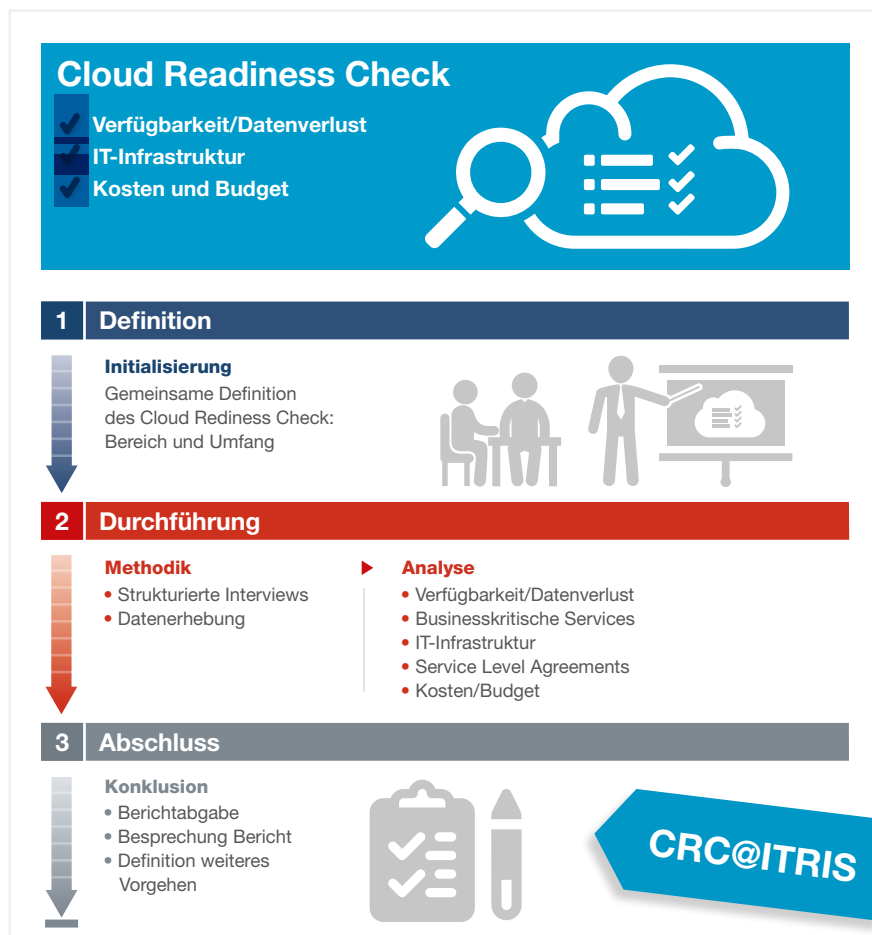 Cloud Readiness Check
Verfügbarkeit/Datenverlust
IT-Infrastruktur
Kosten und Budget
1 Definition
Initialisierung
Gemeinsame Definition
des Cloud Rediness Check:
Bereich und Umfang
2 Durchführung
Methodik
• Strukturierte Interviews
• Datenerhebung
Analyse
• Verfügbarkeit/Datenverlust
• Businesskritische Services
• IT-Infrastruktur
• Service Level Agreements
• Kosten/Budget
3 Abschluss
Konklusion
• Berichtabgabe
• Besprechung Bericht
• Definition weiteres
Vorgehen
CRC@ITRIS